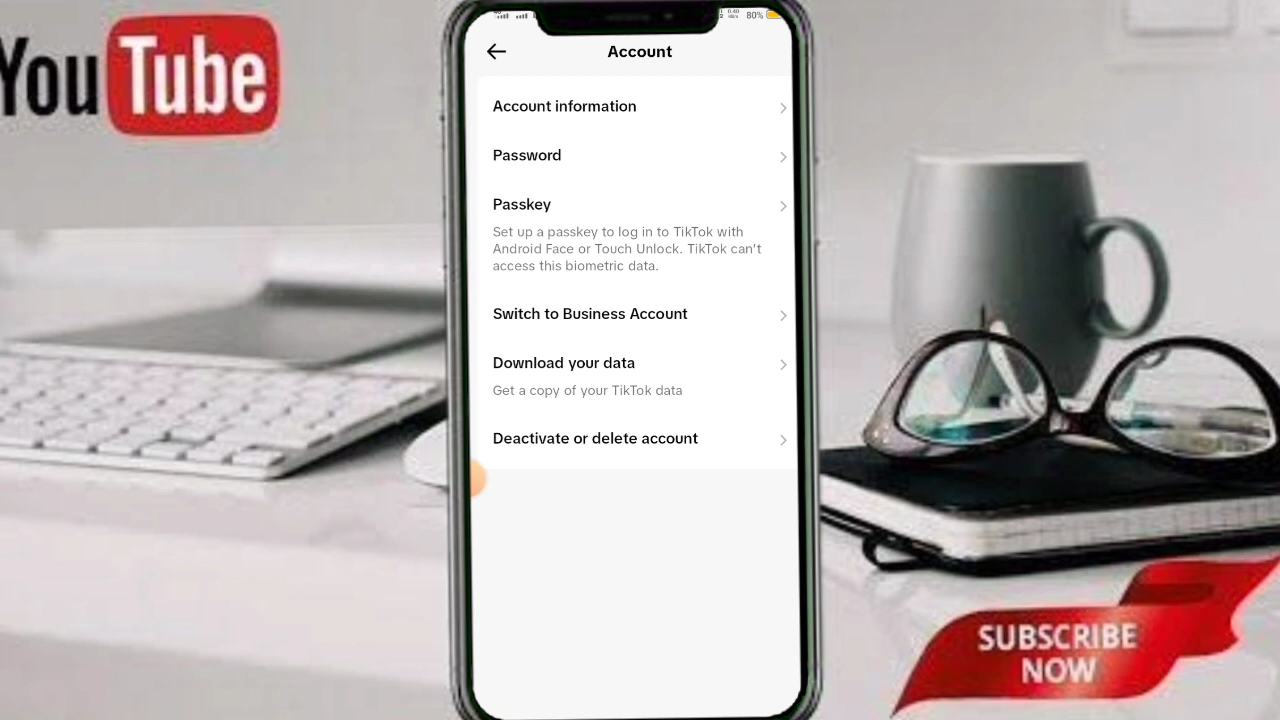 YouTube
80%
Account
Account information
Password
Passkey
Set up a passkey to log in to TikTok with
Android Face or Touch Unlock. TikTok can't
access this biometric data.
Switch to Business Account
Download your data
Get a copy of your TikTok data
Deactivate or delete account
SUBSCRIBE
NOW